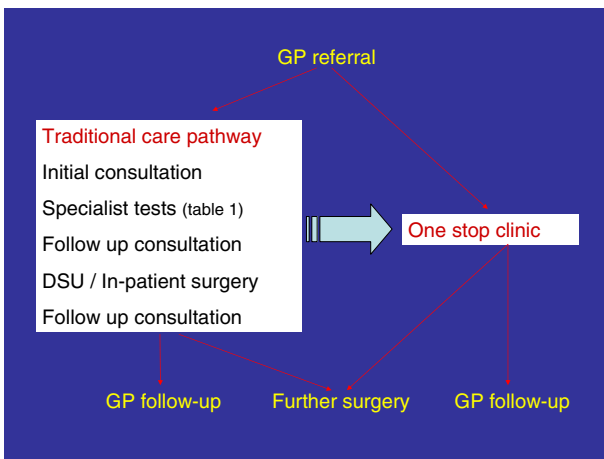 GP referral
Traditional care pathway
Initial consultation
Specialist tests (table 1)
Follow up consultation
DSU / In-patient surgery
Follow up consultation
One stop clinic
GP follow-up
Further surgery
GP follow-up